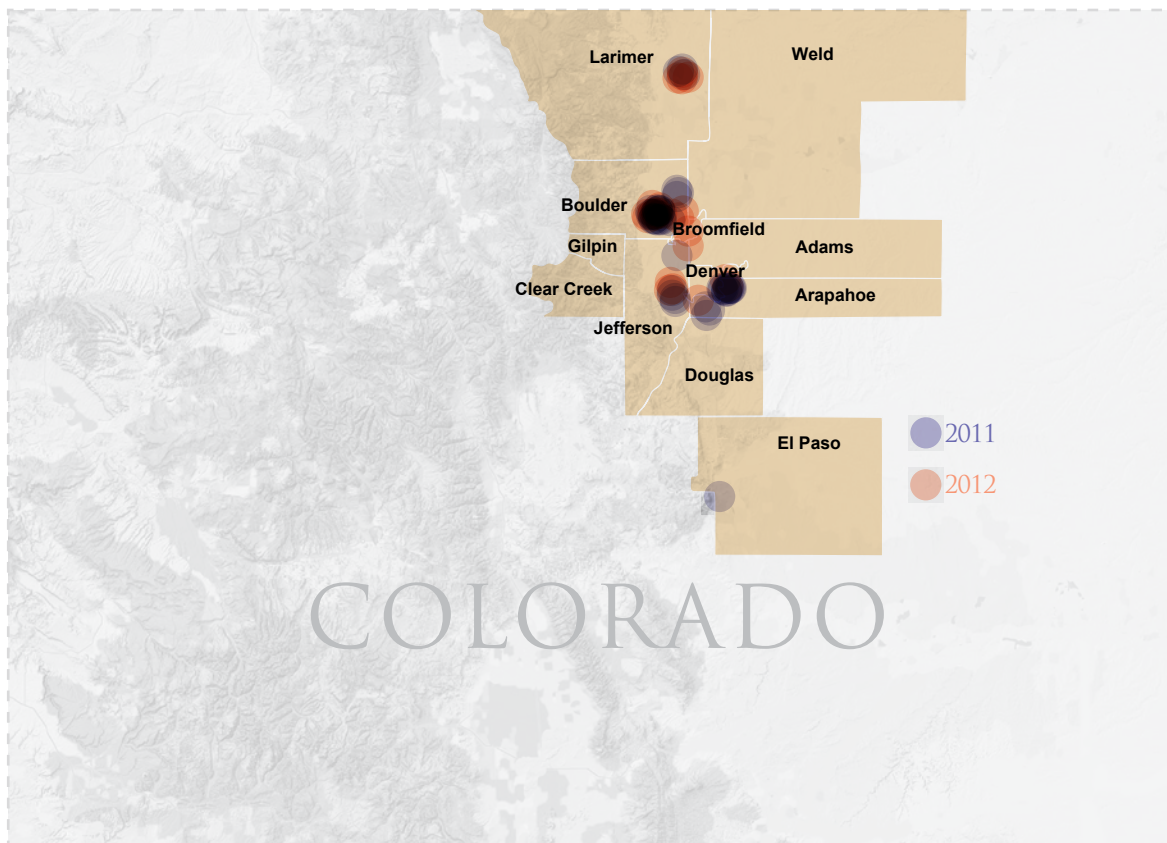 Larimer
Weld
Boulder
Broomfield
Gilpin
Adams
Denver
Clear Creek
Arapahoe
Jefferson
Douglas
El Paso
2011
2012
COLORADO